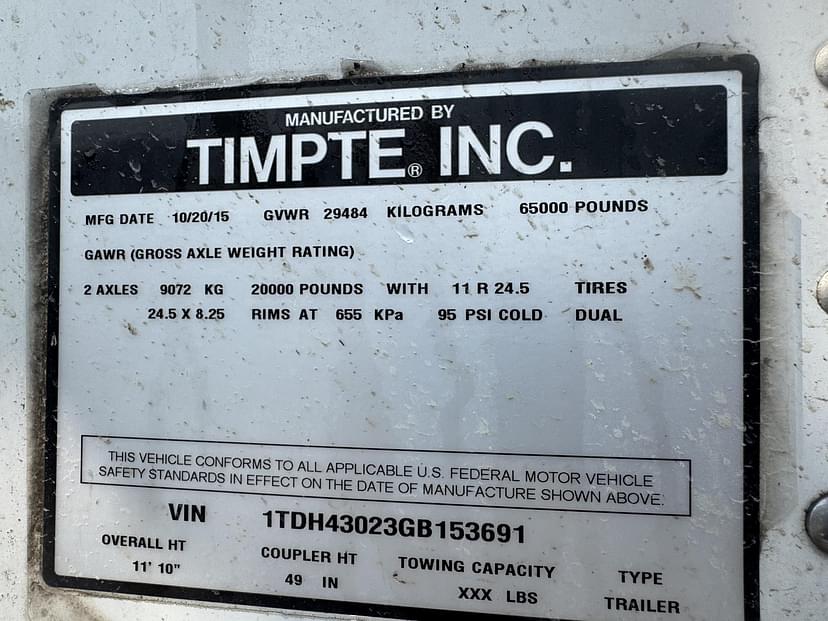 MANUFACTURED BY
TIMPTE® INC.
MFG DATE 10/20/15 GVWR 29484 KILOGRAMS 65000 POUNDS
GAWR (GROSS AXLE WEIGHT RATING)
2 AXLES 9072 KG 20000 POUNDS WITH 11 R 24.5 TIRES
24.5 X 8.25 RIMS AT 655 KPa 95 PSI COLD DUAL
THIS VEHICLE CONFORMS TO ALL APPLICABLE U.S. FEDERAL MOTOR VEHICLE
SAFETY STANDARDS IN EFFECT ON THE DATE OF MANUFACTURE SHOWN ABOVE.
VIN 1TDH43023GB153691
OVERALL HT COUPLER HT TOWING CAPACITY TYPE
11' 10" 49 IN XXX LBS TRAILER